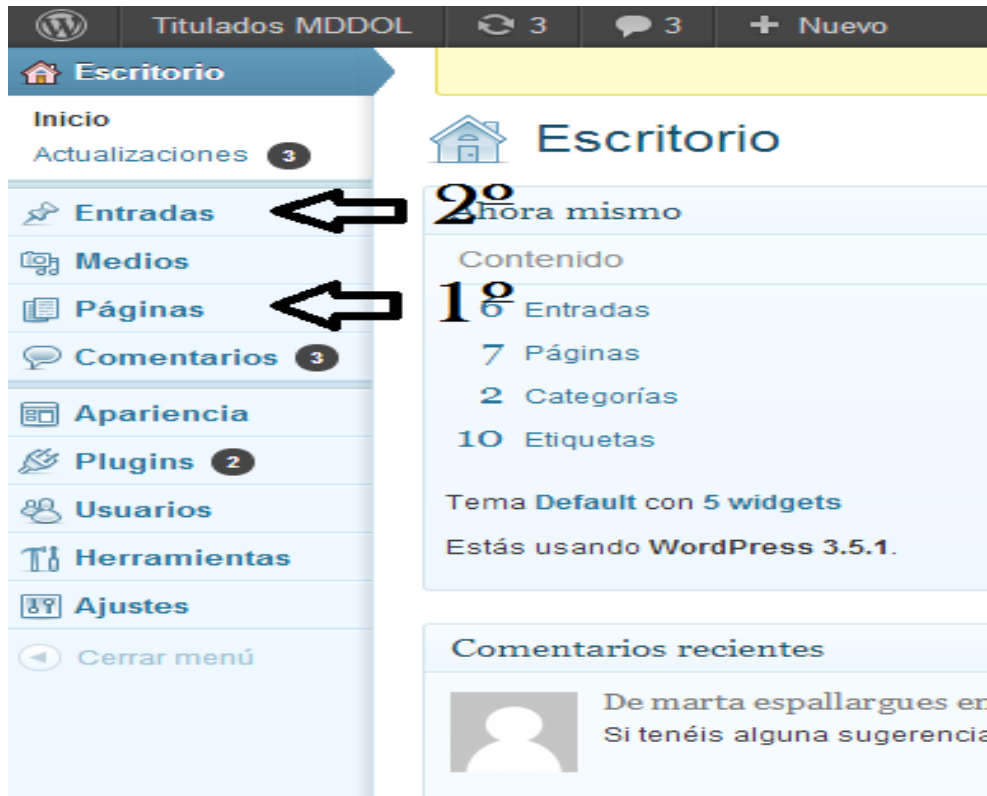 Titulados MDDOL 3 3 + Nuevo
Escritorio
Inicio
Actualizaciones 3
Entradas
Medios
Páginas
Comentarios 3
Apariencia
Plugins 2
Usuarios
Herramientas
Ajustes
Cerrar menú
Escritorio
2º
Ahora mismo
Contenido
1º
6 Entradas
7 Páginas
2 Categorías
10 Etiquetas
Tema Default con 5 widgets
Estás usando WordPress 3.5.1.
Comentarios recientes
De marta espallargues en
Si tenéis alguna sugerencia